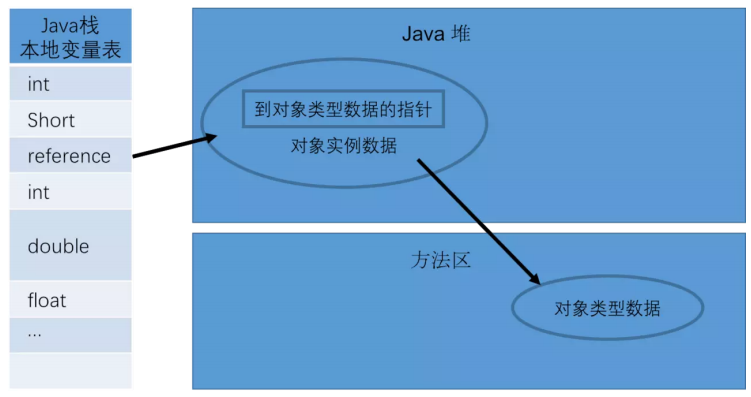 Java栈
本地变量表
int
Short
reference
int
double
float
...
Java 堆
到对象类型数据的指针
对象实例数据
方法区
对象类型数据